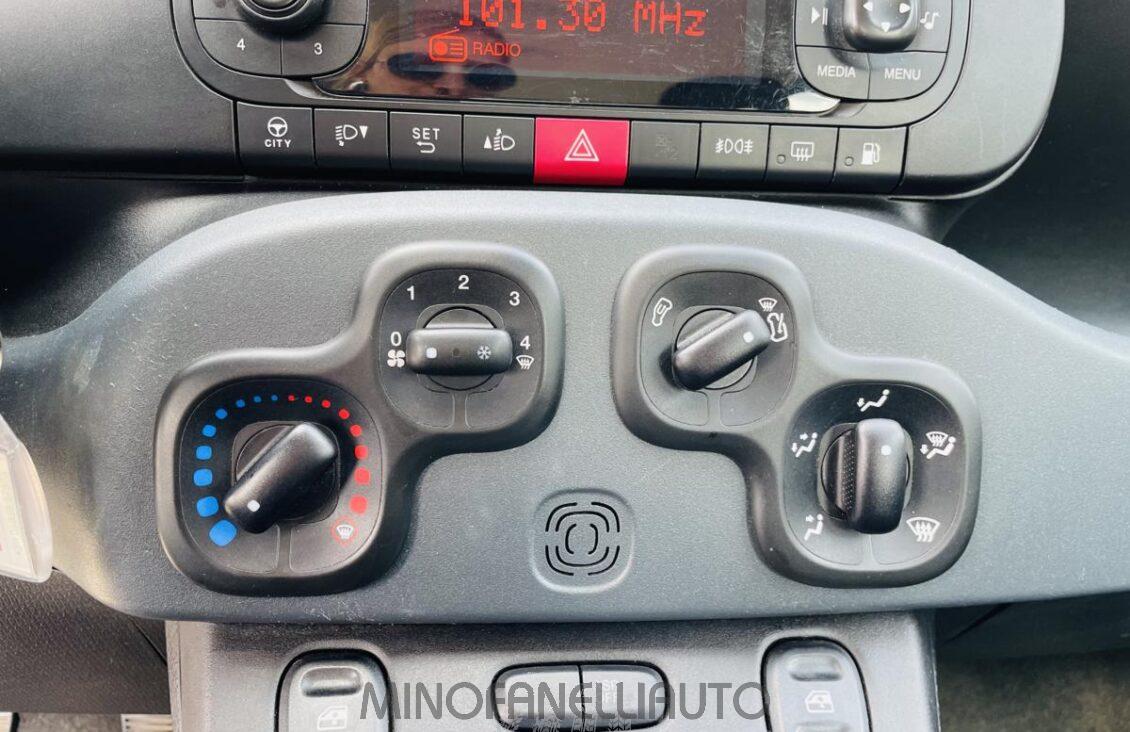 101.30 MHz
RADIO
4 3
MEDIA MENU
CITY
SET
1 2 3
0 4
MINOFANELLIAUTO